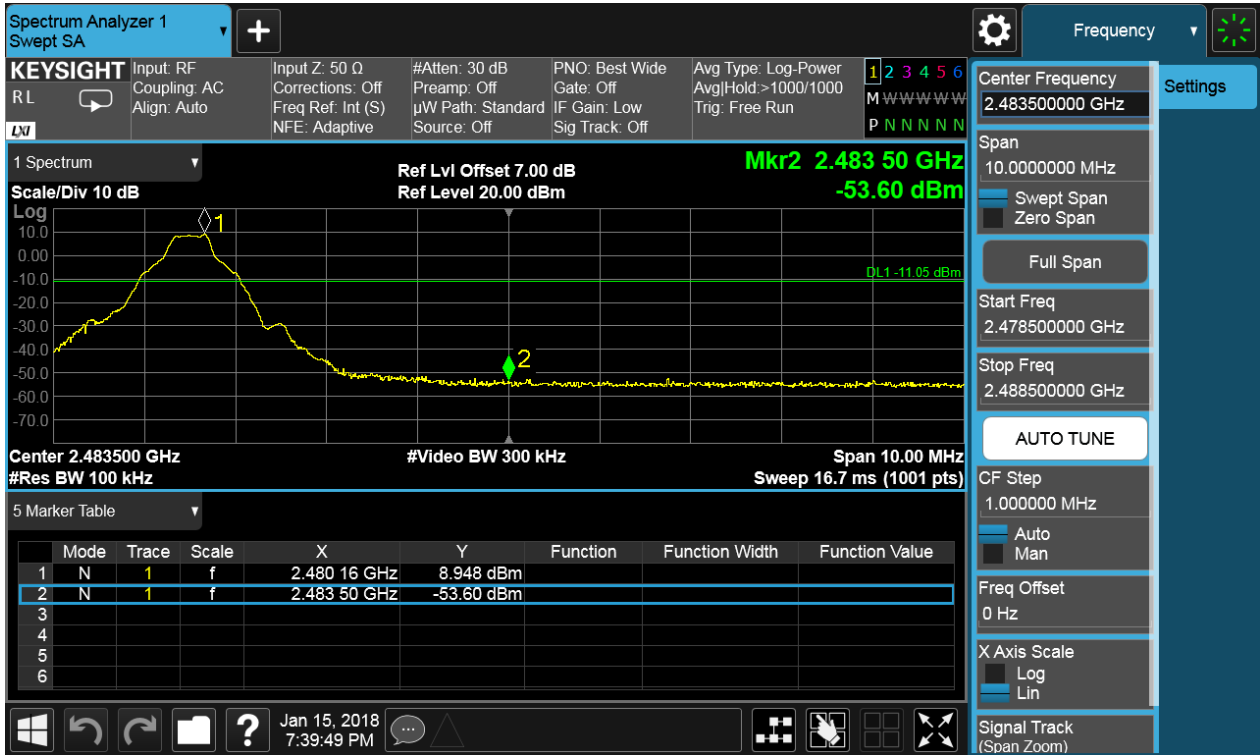 Spectrum Analyzer 1
Swept SA
Frequency
KEYSIGHT
RL
LXI
Input: RF
Coupling: AC
Align: Auto
Input Z: 50 Ω
Corrections: Off
Freq Ref: Int (S)
NFE: Adaptive
#Atten: 30 dB
Preamp: Off
µW Path: Standard
Source: Off
PNO: Best Wide
Gate: Off
IF Gain: Low
Sig Track: Off
Avg Type: Log-Power
Avg|Hold:>1000/1000
Trig: Free Run
1 2 3 4 5 6
M W W W W W
P N N N N N
1 Spectrum
Scale/Div 10 dB
Log
Ref Lvl Offset 7.00 dB
Ref Level 20.00 dBm
Mkr2 2.483 50 GHz
-53.60 dBm
1
10.0
0.00
-10.0
-20.0
-30.0
-40.0
-50.0
-60.0
-70.0
DL1 -11.05 dBm
2
Center 2.483500 GHz
#Video BW 300 kHz
Span 10.00 MHz
#Res BW 100 kHz
Sweep 16.7 ms (1001 pts)
5 Marker Table
Mode Trace Scale X Y Function Function Width Function Value
1 N 1 f 2.480 16 GHz 8.948 dBm
2 N 1 f 2.483 50 GHz -53.60 dBm
3
4
5
6
Jan 15, 2018
7:39:49 PM
Center Frequency
2.483500000 GHz
Settings
Span
10.0000000 MHz
Swept Span
Zero Span
Full Span
Start Freq
2.478500000 GHz
Stop Freq
2.488500000 GHz
AUTO TUNE
CF Step
1.000000 MHz
Auto
Man
Freq Offset
0 Hz
X Axis Scale
Log
Lin
Signal Track
(Span Zoom)